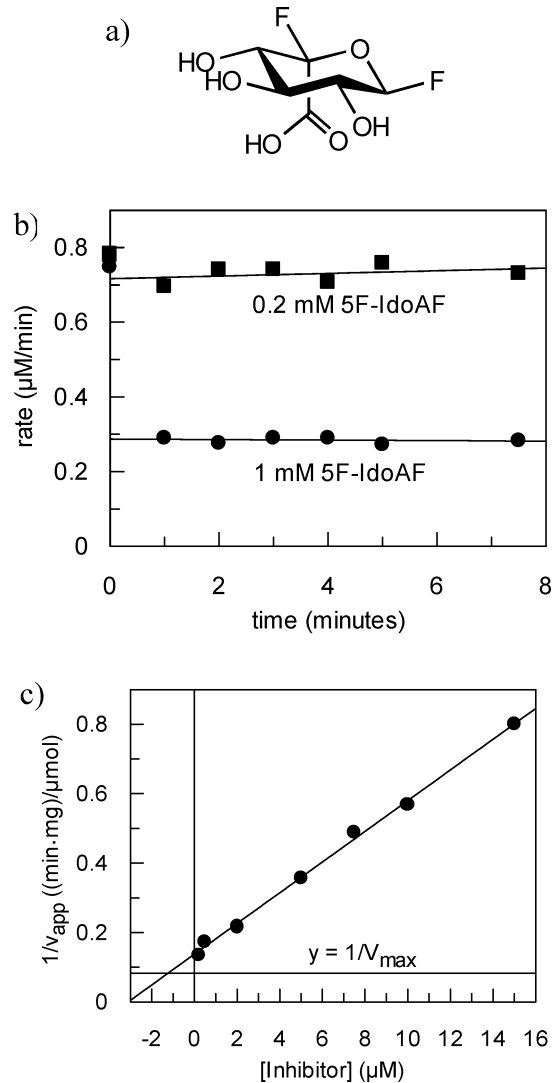 a)
F
O
F
HO
HO
OH
HO
O
b)
0.8
0.6
0.4
0.2
0
rate (µM/min)
0.2 mM 5F-IdoAF
1 mM 5F-IdoAF
0 2 4 6 8
time (minutes)
c)
0.8
0.6
0.4
0.2
0
1/vapp ((min·mg)/µmol)
y = 1/Vmax
-2 0 2 4 6 8 10 12 14 16
[Inhibitor] (µM)